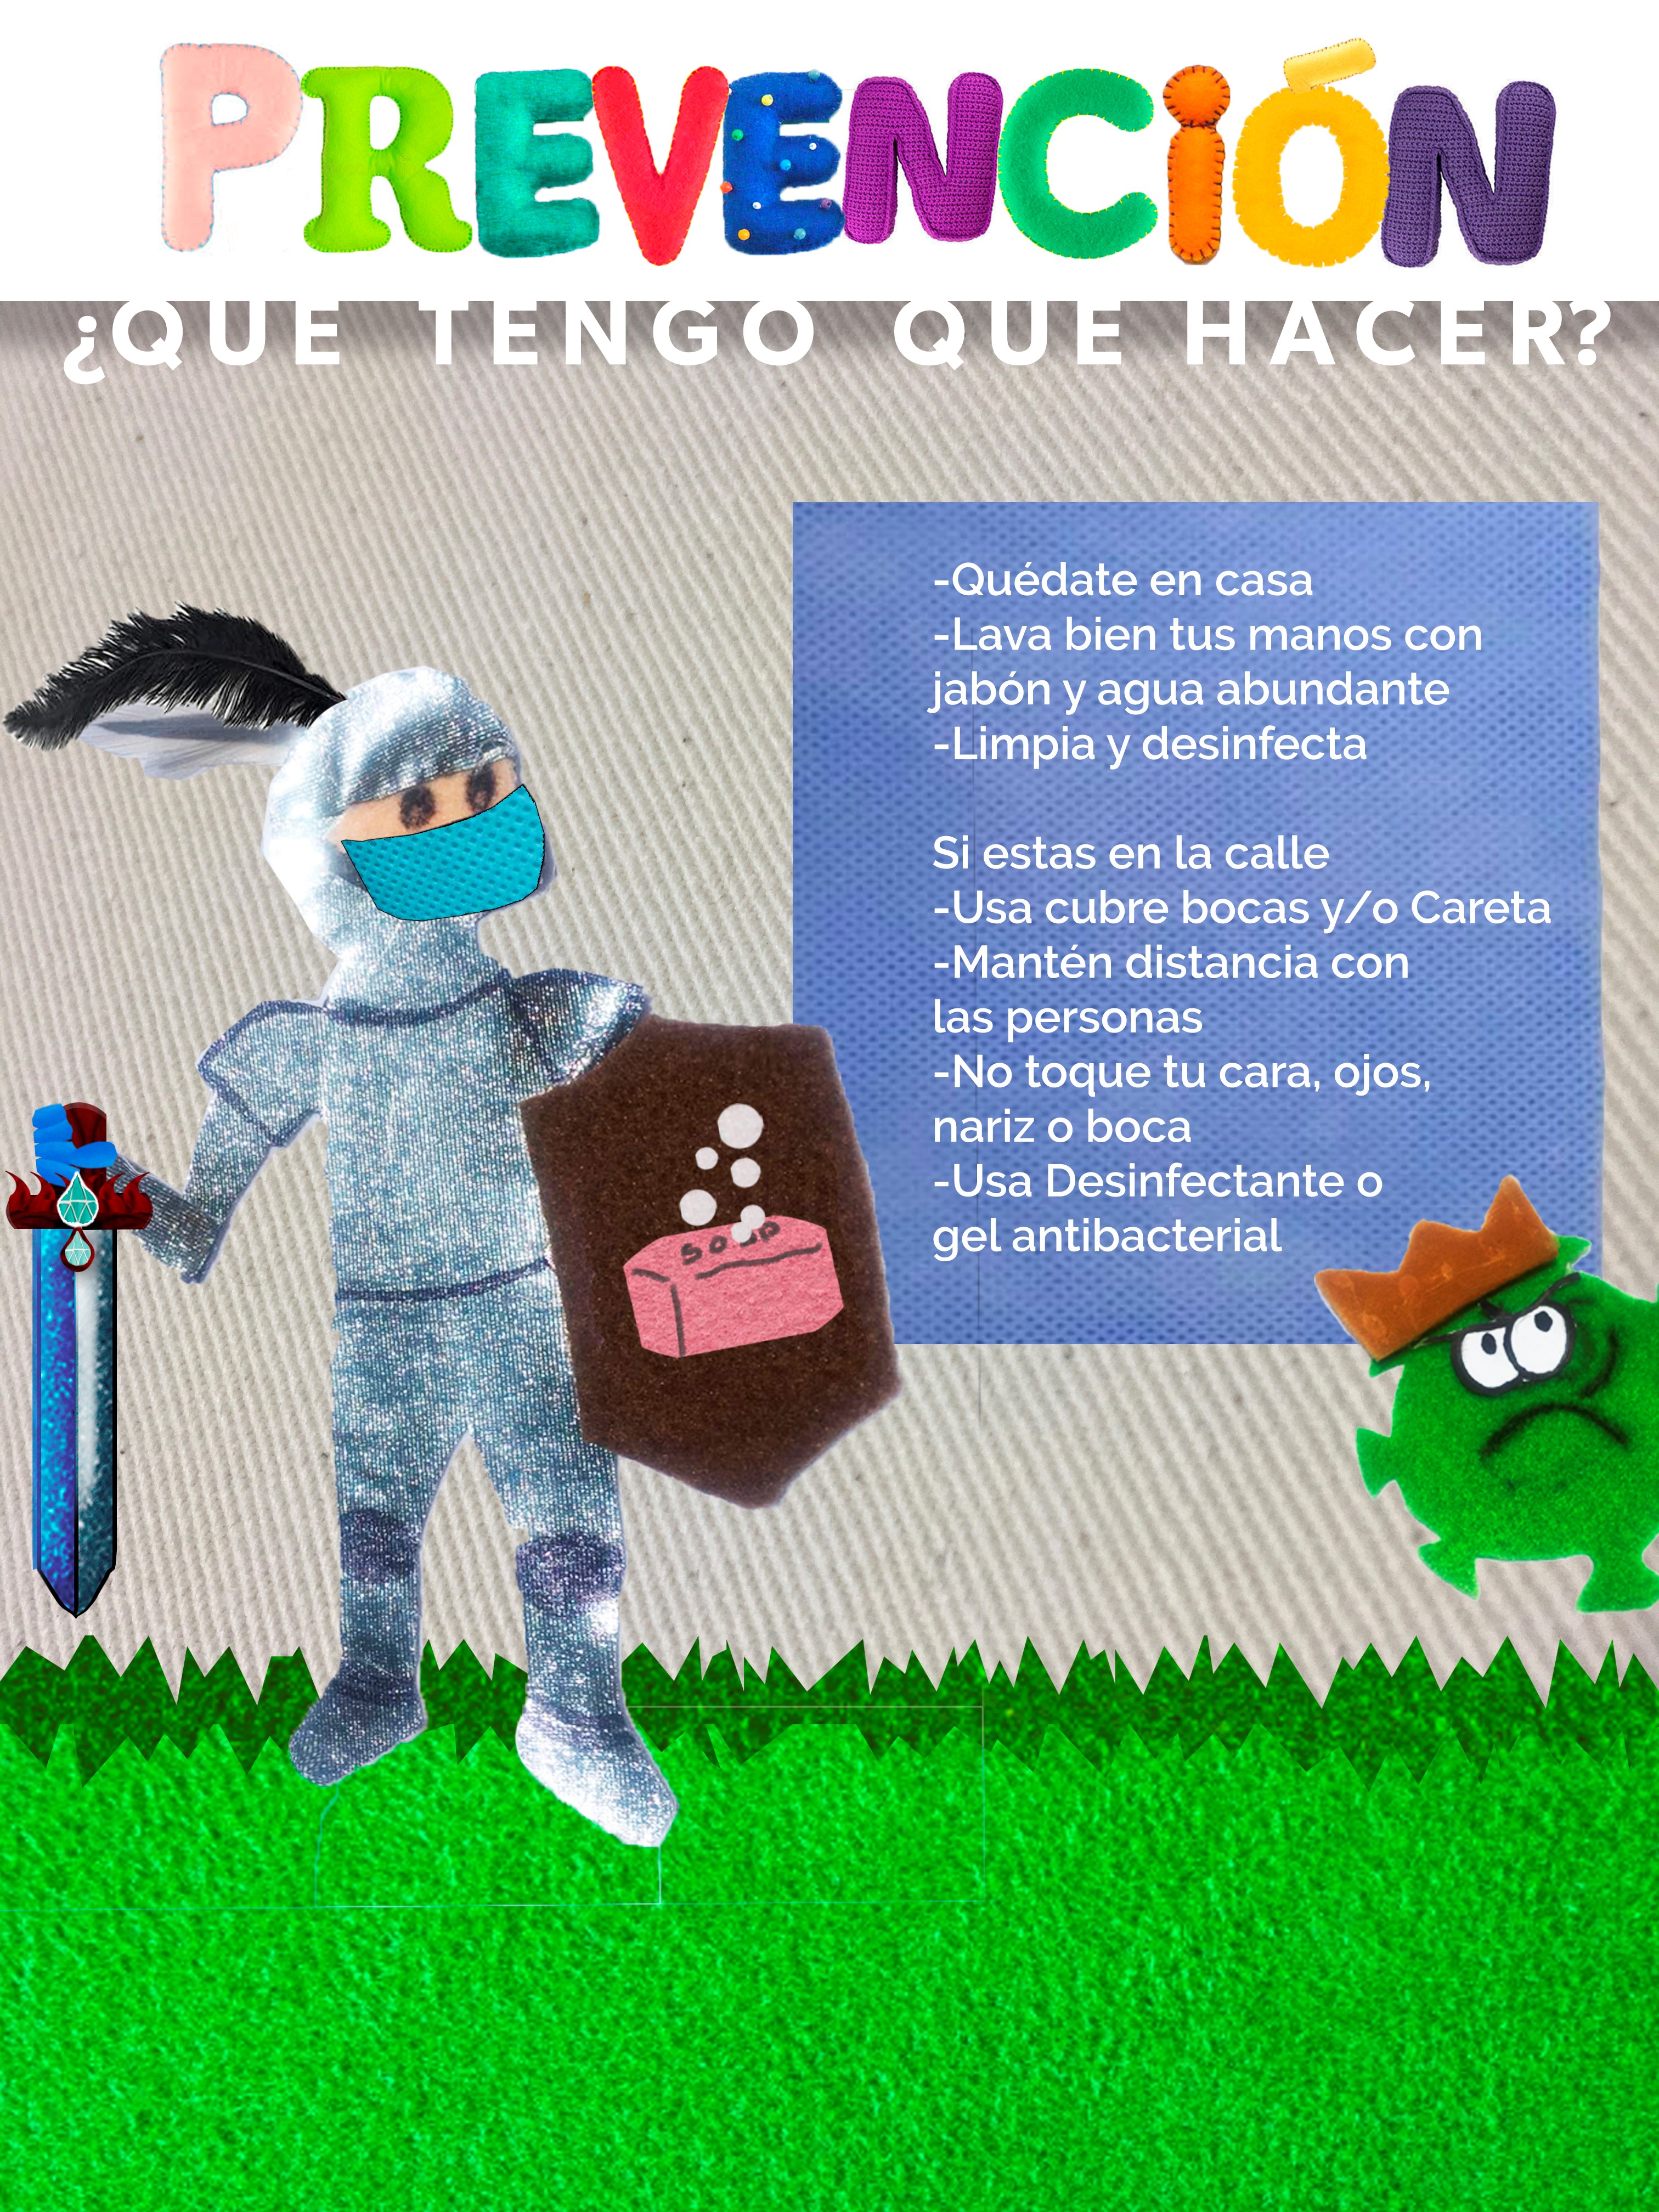 PREVENCIÓN
¿QUE TENGO QUE HACER?
-Quédate en casa
-Lava bien tus manos con
jabón y agua abundante
-Limpia y desinfecta
Si estas en la calle
-Usa cubre bocas y/o Careta
-Mantén distancia con
las personas
-No toque tu cara, ojos,
nariz o boca
-Usa Desinfectante o
gel antibacterial